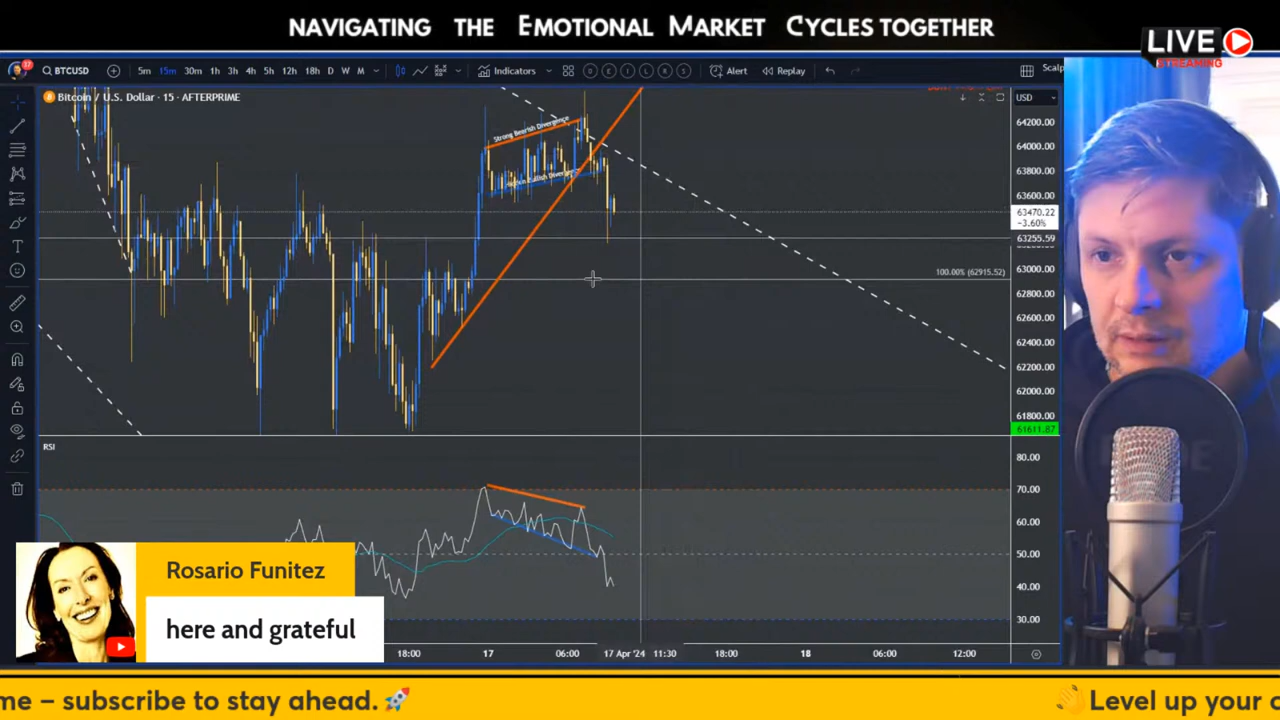 NAVIGATING THE EMOTIONAL MARKET CYCLES TOGETHER
LIVE
STREAMING
BTCUSD 5m 15m 30m 1h 3h 4h 5h 12h 18h D W M Indicators Alert Replay Scalp
Bitcoin / U.S. Dollar · 15 · AFTERPRIME
USD
Strong Bearish Divergence
Bullish Divergence
64200.00
64000.00
63800.00
63600.00
63470.22
-3.60%
63255.59
63000.00
100.00% (62915.52)
62800.00
62600.00
62400.00
62200.00
62000.00
61800.00
61611.87
RSI
80.00
70.00
60.00
50.00
40.00
30.00
Rosario Funitez
here and grateful
18:00 17 06:00 17 Apr '24 11:30 18:00 18 06:00 12:00
me – subscribe to stay ahead.🚀
👋 Level up your